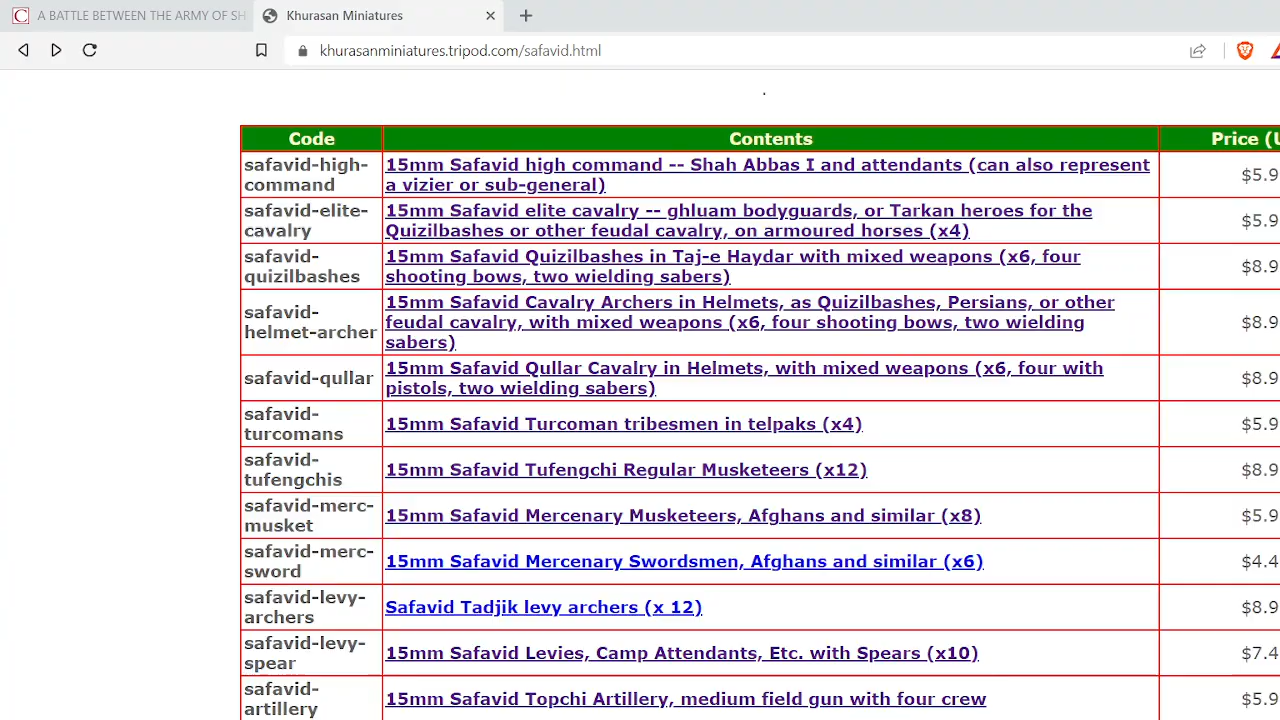 A BATTLE BETWEEN THE ARMY OF SH
Khurasan Miniatures
khurasanminiatures.tripod.com/safavid.html
Code Contents Price (U
safavid-high-
command
15mm Safavid high command -- Shah Abbas I and attendants (can also represent
a vizier or sub-general)
$5.9
safavid-elite-
cavalry
15mm Safavid elite cavalry -- ghluam bodyguards, or Tarkan heroes for the
Quizilbashes or other feudal cavalry, on armoured horses (x4)
$5.9
safavid-
quizilbashes
15mm Safavid Quizilbashes in Taj-e Haydar with mixed weapons (x6, four
shooting bows, two wielding sabers)
$8.9
safavid-
helmet-archer
15mm Safavid Cavalry Archers in Helmets, as Quizilbashes, Persians, or other
feudal cavalry, with mixed weapons (x6, four shooting bows, two wielding
sabers)
$8.9
safavid-qullar
15mm Safavid Qullar Cavalry in Helmets, with mixed weapons (x6, four with
pistols, two wielding sabers)
$8.9
safavid-
turcomans
15mm Safavid Turcoman tribesmen in telpaks (x4)
$5.9
safavid-
tufengchis
15mm Safavid Tufengchi Regular Musketeers (x12)
$8.9
safavid-merc-
musket
15mm Safavid Mercenary Musketeers, Afghans and similar (x8)
$5.9
safavid-merc-
sword
15mm Safavid Mercenary Swordsmen, Afghans and similar (x6)
$4.4
safavid-levy-
archers
Safavid Tadjik levy archers (x 12)
$8.9
safavid-levy-
spear
15mm Safavid Levies, Camp Attendants, Etc. with Spears (x10)
$7.4
safavid-
artillery
15mm Safavid Topchi Artillery, medium field gun with four crew
$5.9